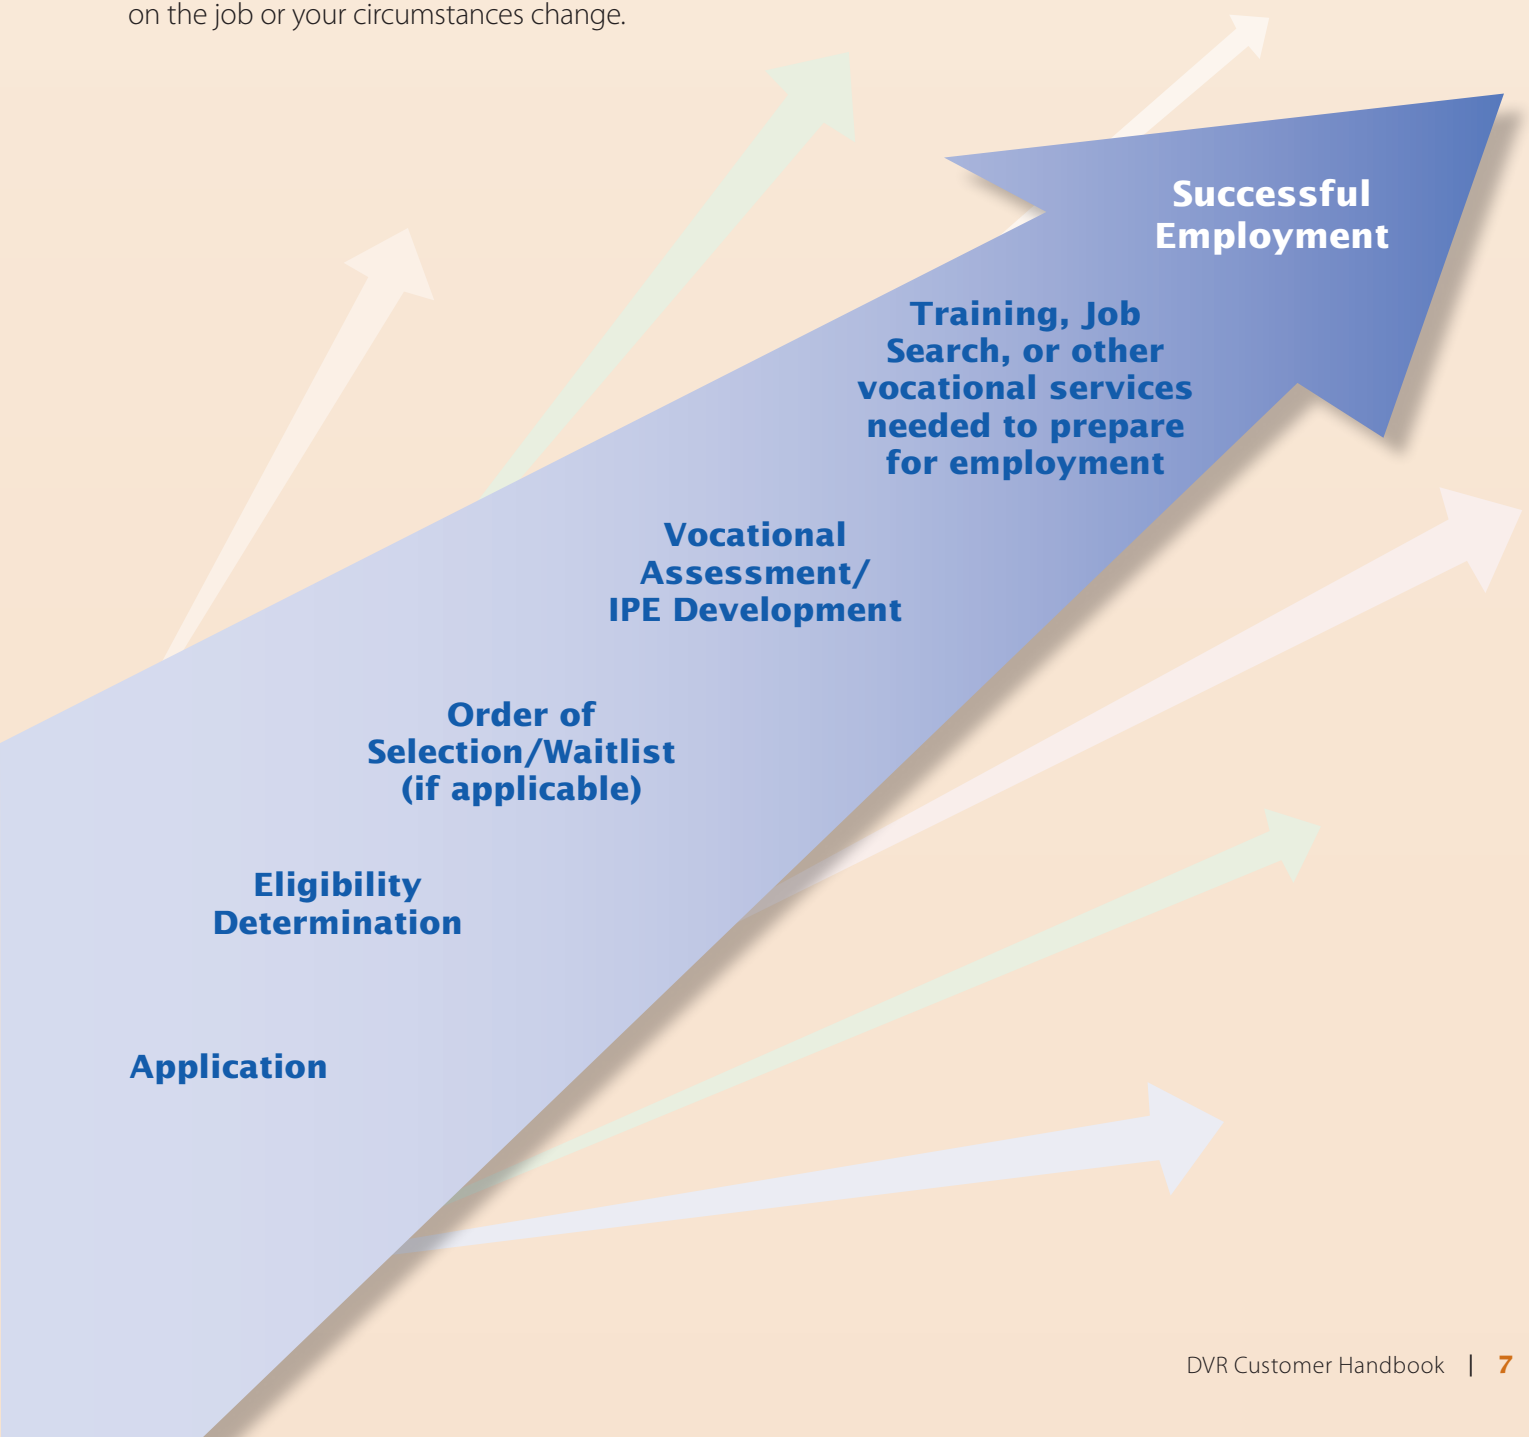 on the job or your circumstances change.
Successful
Employment
Training, Job
Search, or other
vocational services
needed to prepare
for employment
Vocational
Assessment/
IPE Development
Order of
Selection/Waitlist
(if applicable)
Eligibility
Determination
Application
DVR Customer Handbook | 7